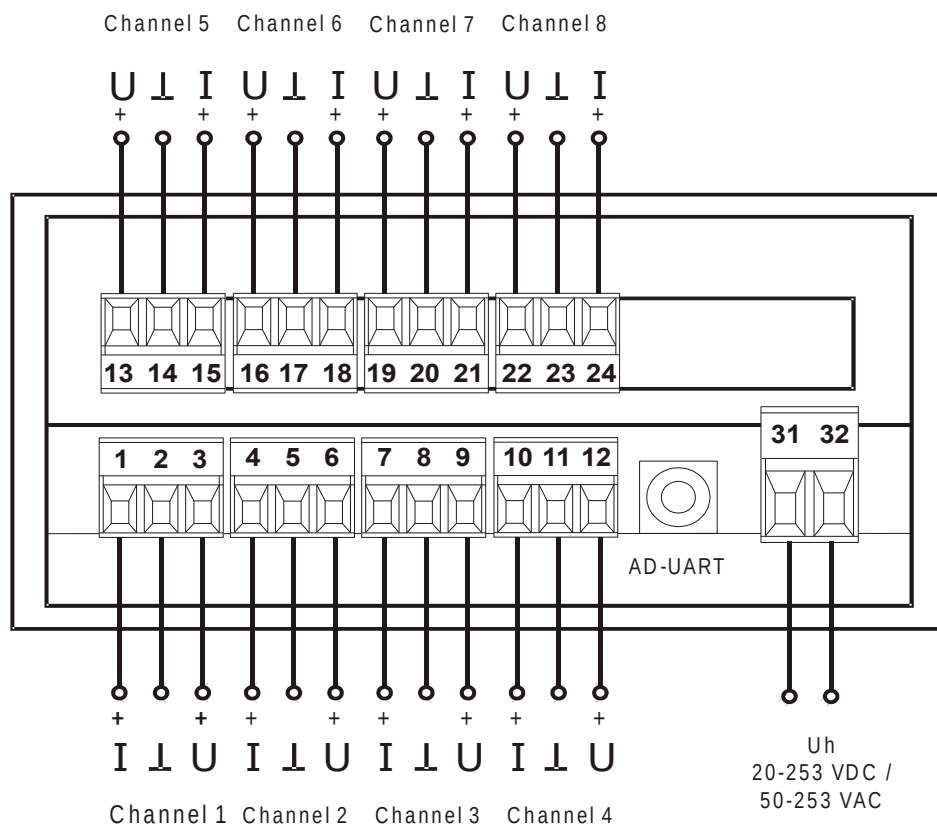 Channel 5 Channel 6 Channel 7 Channel 8
U ⊥ I U ⊥ I U ⊥ I U ⊥ I
+ + + + + + + +
13 14 15 16 17 18 19 20 21 22 23 24
31 32
1 2 3 4 5 6 7 8 9 10 11 12
AD-UART
+ + + + + + + +
I ⊥ U I ⊥ U I ⊥ U I ⊥ U
Uh
20-253 VDC /
50-253 VAC
Channel 1 Channel 2 Channel 3 Channel 4